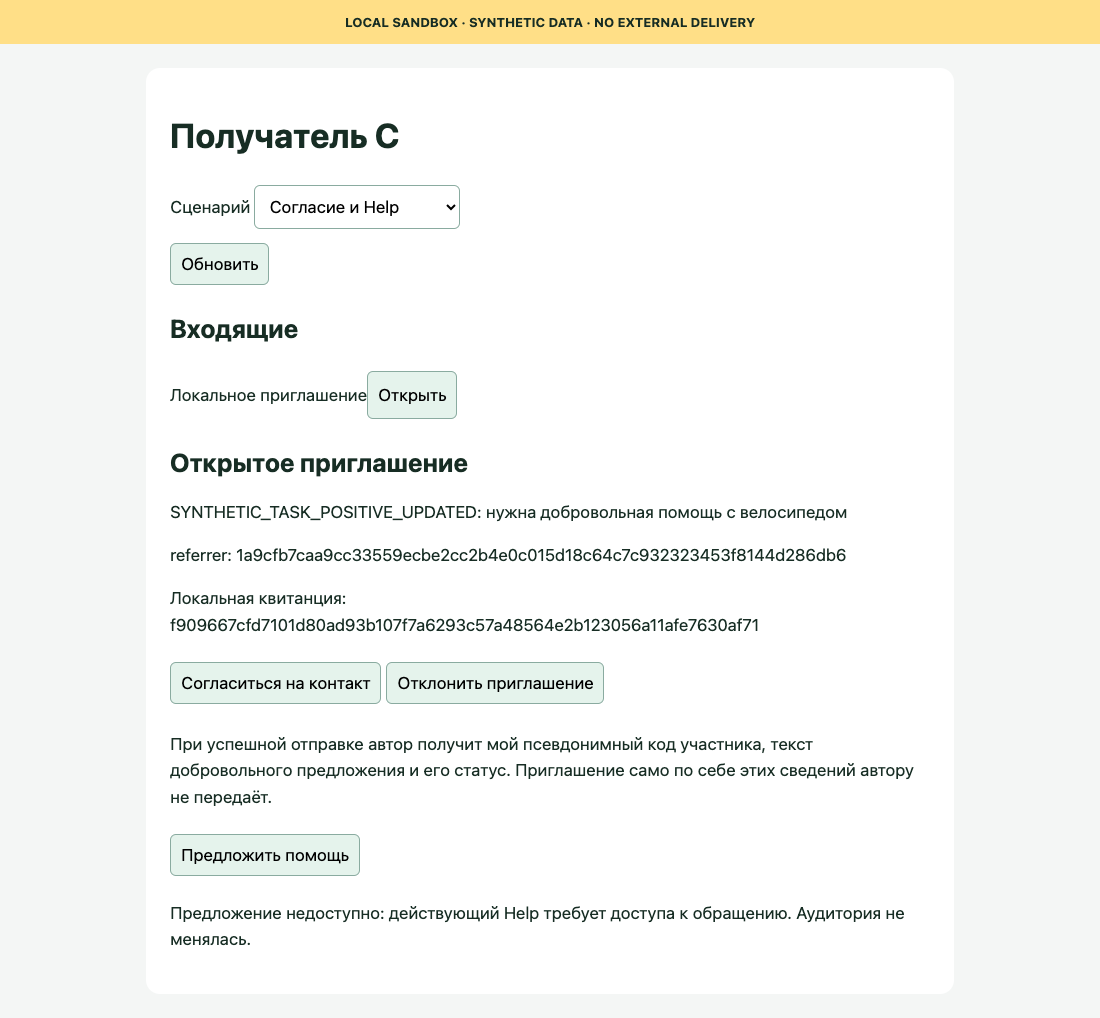 LOCAL SANDBOX · SYNTHETIC DATA · NO EXTERNAL DELIVERY
Получатель C
Сценарий Согласие и Help
Обновить
Входящие
Локальное приглашение Открыть
Открытое приглашение
SYNTHETIC_TASK_POSITIVE_UPDATED: нужна добровольная помощь с велосипедом
referrer: 1a9cfb7caa9cc33559ecbe2cc2b4e0c015d18c64c7c932323453f8144d286db6
Локальная квитанция:
f909667cfd7101d80ad93b107f7a6293c57a48564e2b123056a11afe7630af71
Согласиться на контакт Отклонить приглашение
При успешной отправке автор получит мой псевдонимный код участника, текст
добровольного предложения и его статус. Приглашение само по себе этих сведений автору
не передаёт.
Предложить помощь
Предложение недоступно: действующий Help требует доступа к обращению. Аудитория не
менялась.